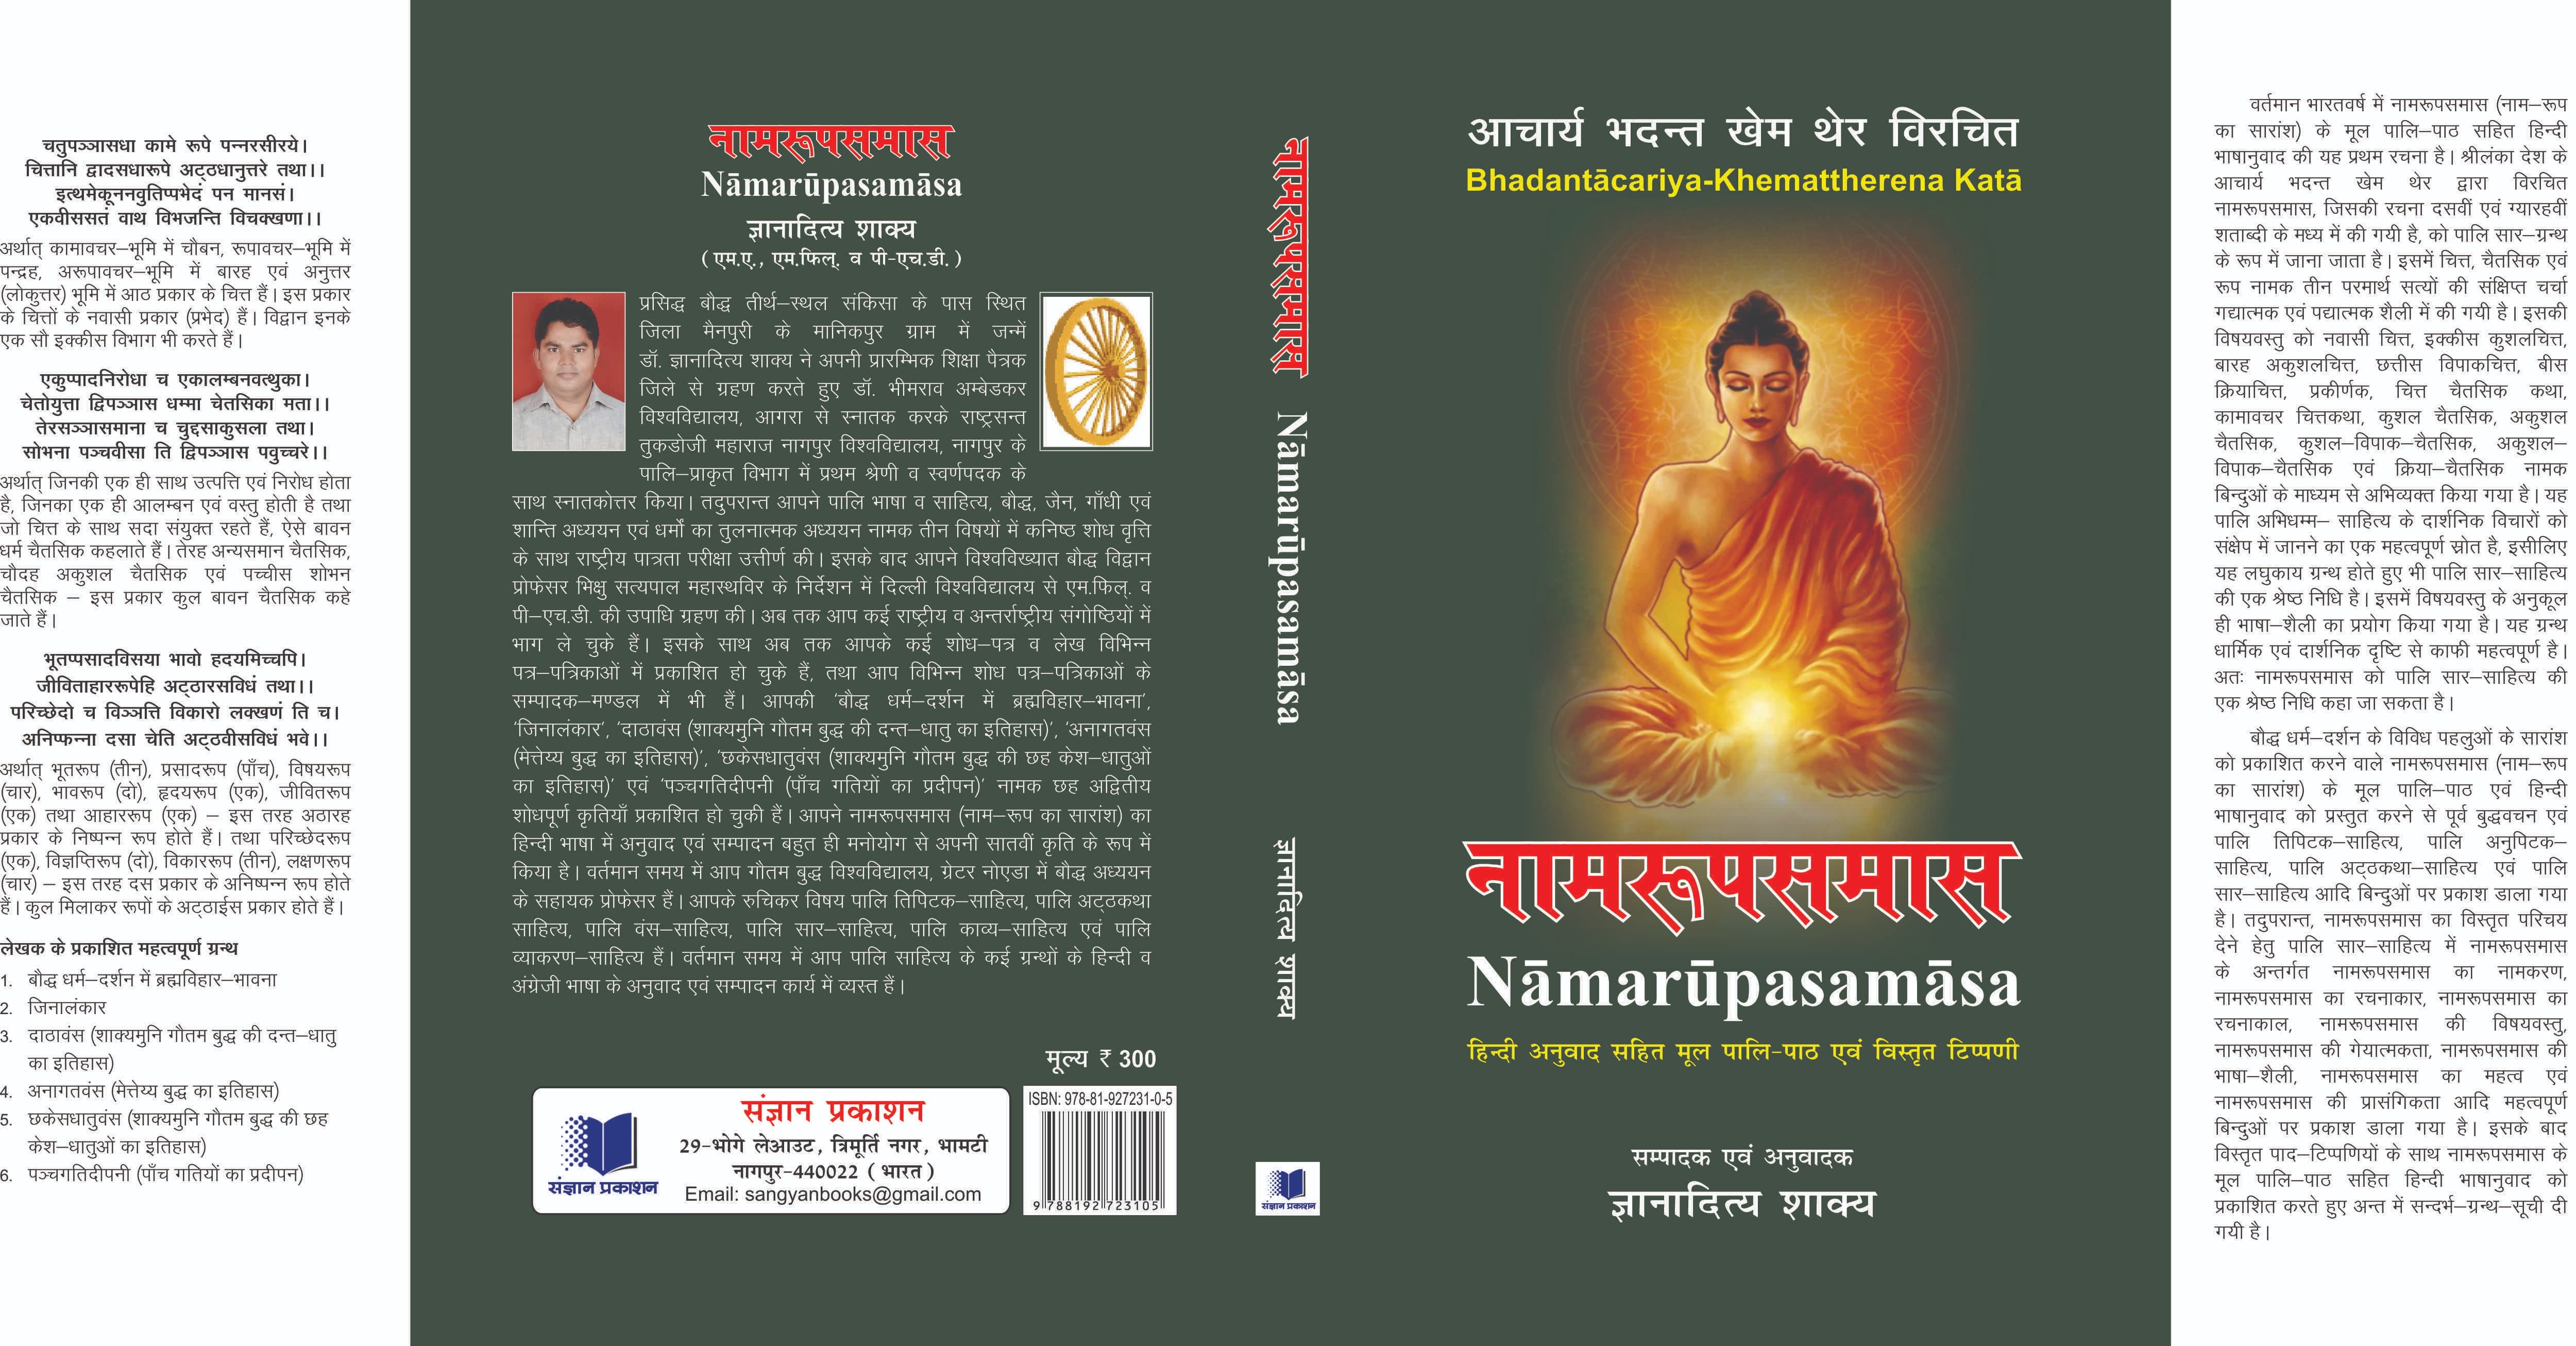 चतुपञ्ञासधा कामे रूपे पन्नरसीरये।
चित्तानि द्वादसधारूपे अट्ठधानुत्तरे तथा।।
इत्थमेकूननवुतिप्पभेदं पन मानसं।
एकवीससतं वाथ विभजन्ति विचक्खणा।।
अर्थात् कामावचर–भूमि में चौबन, रूपावचर–भूमि में
पन्द्रह, अरूपावचर–भूमि में बारह एवं अनुत्तर
(लोकुत्तर) भूमि में आठ प्रकार के चित्त हैं। इस प्रकार
के चित्तों के नवासी प्रकार (प्रभेद) हैं। विद्वान इनके
एक सौ इक्कीस विभाग भी करते हैं।
एकुप्पादनिरोधा च एकालम्बनवत्थुका।
चेतोयुत्ता द्विपञ्ञास धम्मा चेतसिका मता।।
तेरसञ्ञासमाना च चुद्दसाकुसला तथा।
सोभना पञ्चवीसा ति द्विपञ्ञास पवुच्चरे।।
अर्थात् जिनकी एक ही साथ उत्पत्ति एवं निरोध होता
है, जिनका एक ही आलम्बन एवं वस्तु होती है तथा
जो चित्त के साथ सदा संयुक्त रहते हैं, ऐसे बावन
धर्म चैतसिक कहलाते हैं। तेरह अन्यसमान चैतसिक,
चौदह अकुशल चैतसिक एवं पच्चीस शोभन
चैतसिक – इस प्रकार कुल बावन चैतसिक कहे
जाते हैं।
भूतप्पसादविसया भावो हदयमिच्चपि।
जीविताहाररूपेहि अट्ठारसविधं तथा।।
परिच्छेदो च विञ्ञत्ति विकारो लक्खणं ति च।
अनिप्फन्ना दसा चेति अट्ठवीसविधं भवे।।
अर्थात् भूतरूप (तीन), प्रसादरूप (पाँच), विषयरूप
(चार), भावरूप (दो), हृदयरूप (एक), जीवितरूप
(एक) तथा आहाररूप (एक) – इस तरह अठारह
प्रकार के निष्पन्न रूप होते हैं। तथा परिच्छेदरूप
(एक), विज्ञप्तिरूप (दो), विकाररूप (तीन), लक्षणरूप
(चार) – इस तरह दस प्रकार के अनिष्पन्न रूप होते
हैं। कुल मिलाकर रूपों के अट्ठाईस प्रकार होते हैं।
लेखक के प्रकाशित महत्वपूर्ण ग्रन्थ
1. बौद्ध धर्म–दर्शन में ब्रह्मविहार–भावना
2. जिनालंकार
3. दाठावंस (शाक्यमुनि गौतम बुद्ध की दन्त–धातु
का इतिहास)
4. अनागतवंस (मेत्तेय्य बुद्ध का इतिहास)
5. छकेसधातुवंस (शाक्यमुनि गौतम बुद्ध की छह
केश–धातुओं का इतिहास)
6. पञ्चगतिदीपनी (पाँच गतियों का प्रदीपन)
नामरूपसमास
Nāmarūpasamāsa
ज्ञानादित्य शाक्य
(एम.ए., एम.फिल्. व पी-एच.डी.)
प्रसिद्ध बौद्ध तीर्थ–स्थल संकिसा के पास स्थित
जिला मैनपुरी के मानिकपुर ग्राम में जन्में
डॉ. ज्ञानादित्य शाक्य ने अपनी प्रारम्भिक शिक्षा पैत्रक
जिले से ग्रहण करते हुए डॉ. भीमराव अम्बेडकर
विश्वविद्यालय, आगरा से स्नातक करके राष्ट्रसन्त
तुकडोजी महाराज नागपुर विश्वविद्यालय, नागपुर के
पालि–प्राकृत विभाग में प्रथम श्रेणी व स्वर्णपदक के
साथ स्नातकोत्तर किया। तदुपरान्त आपने पालि भाषा व साहित्य, बौद्ध, जैन, गाँधी एवं
शान्ति अध्ययन एवं धर्मों का तुलनात्मक अध्ययन नामक तीन विषयों में कनिष्ठ शोध वृत्ति
के साथ राष्ट्रीय पात्रता परीक्षा उत्तीर्ण की। इसके बाद आपने विश्वविख्यात बौद्ध विद्वान
प्रोफेसर भिक्षु सत्यपाल महास्थविर के निर्देशन में दिल्ली विश्वविद्यालय से एम.फिल्. व
पी–एच.डी. की उपाधि ग्रहण की। अब तक आप कई राष्ट्रीय व अन्तर्राष्ट्रीय संगोष्ठियों में
भाग ले चुके हैं। इसके साथ अब तक आपके कई शोध–पत्र व लेख विभिन्न
पत्र–पत्रिकाओं में प्रकाशित हो चुके हैं, तथा आप विभिन्न शोध पत्र–पत्रिकाओं के
सम्पादक–मण्डल में भी हैं। आपकी 'बौद्ध धर्म–दर्शन में ब्रह्मविहार–भावना',
'जिनालंकार', 'दाठावंस (शाक्यमुनि गौतम बुद्ध की दन्त–धातु का इतिहास)', 'अनागतवंस
(मेत्तेय्य बुद्ध का इतिहास)', 'छकेसधातुवंस (शाक्यमुनि गौतम बुद्ध की छह केश–धातुओं
का इतिहास)' एवं 'पञ्चगतिदीपनी (पाँच गतियों का प्रदीपन)' नामक छह अद्वितीय
शोधपूर्ण कृतियाँ प्रकाशित हो चुकी हैं। आपने नामरूपसमास (नाम–रूप का सारांश) का
हिन्दी भाषा में अनुवाद एवं सम्पादन बहुत ही मनोयोग से अपनी सातवीं कृति के रूप में
किया है। वर्तमान समय में आप गौतम बुद्ध विश्वविद्यालय, ग्रेटर नोएडा में बौद्ध अध्ययन
के सहायक प्रोफेसर हैं। आपके रुचिकर विषय पालि तिपिटक–साहित्य, पालि अट्ठकथा
साहित्य, पालि वंस–साहित्य, पालि सार–साहित्य, पालि काव्य–साहित्य एवं पालि
व्याकरण–साहित्य हैं। वर्तमान समय में आप पालि साहित्य के कई ग्रन्थों के हिन्दी व
अंग्रेजी भाषा के अनुवाद एवं सम्पादन कार्य में व्यस्त हैं।
मूल्य ₹ 300
संज्ञान प्रकाशन
संज्ञान प्रकाशन
29-भोगे लेआउट, त्रिमूर्ति नगर, भामटी
नागपुर-440022 (भारत)
Email: sangyanbooks@gmail.com
ISBN: 978-81-927231-0-5
9 788192 723105
नामरूपसमास
Nāmarūpasamāsa
ज्ञानादित्य शाक्य
संज्ञान प्रकाशन
आचार्य भदन्त खेम थेर विरचित
Bhadantācariya-Khemattherena Katā
नामरूपसमास
Nāmarūpasamāsa
हिन्दी अनुवाद सहित मूल पालि-पाठ एवं विस्तृत टिप्पणी
सम्पादक एवं अनुवादक
ज्ञानादित्य शाक्य
वर्तमान भारतवर्ष में नामरूपसमास (नाम–रूप
का सारांश) के मूल पालि–पाठ सहित हिन्दी
भाषानुवाद की यह प्रथम रचना है। श्रीलंका देश के
आचार्य भदन्त खेम थेर द्वारा विरचित
नामरूपसमास, जिसकी रचना दसवीं एवं ग्यारहवीं
शताब्दी के मध्य में की गयी है, को पालि सार–ग्रन्थ
के रूप में जाना जाता है। इसमें चित्त, चैतसिक एवं
रूप नामक तीन परमार्थ सत्यों की संक्षिप्त चर्चा
गद्यात्मक एवं पद्यात्मक शैली में की गयी है। इसकी
विषयवस्तु को नवासी चित्त, इक्कीस कुशलचित्त,
बारह अकुशलचित्त, छत्तीस विपाकचित्त, बीस
क्रियाचित्त, प्रकीर्णक, चित्त चैतसिक कथा,
कामावचर चित्तकथा, कुशल चैतसिक, अकुशल
चैतसिक, कुशल–विपाक–चैतसिक, अकुशल–
विपाक–चैतसिक एवं क्रिया–चैतसिक नामक
बिन्दुओं के माध्यम से अभिव्यक्त किया गया है। यह
पालि अभिधम्म– साहित्य के दार्शनिक विचारों को
संक्षेप में जानने का एक महत्वपूर्ण स्रोत है, इसीलिए
यह लघुकाय ग्रन्थ होते हुए भी पालि सार–साहित्य
की एक श्रेष्ठ निधि है। इसमें विषयवस्तु के अनुकूल
ही भाषा–शैली का प्रयोग किया गया है। यह ग्रन्थ
धार्मिक एवं दार्शनिक दृष्टि से काफी महत्वपूर्ण है।
अतः नामरूपसमास को पालि सार–साहित्य की
एक श्रेष्ठ निधि कहा जा सकता है।
बौद्ध धर्म–दर्शन के विविध पहलुओं के सारांश
को प्रकाशित करने वाले नामरूपसमास (नाम–रूप
का सारांश) के मूल पालि–पाठ एवं हिन्दी
भाषानुवाद को प्रस्तुत करने से पूर्व बुद्धवचन एवं
पालि तिपिटक–साहित्य, पालि अनुपिटक–
साहित्य, पालि अट्ठकथा–साहित्य एवं पालि
सार–साहित्य आदि बिन्दुओं पर प्रकाश डाला गया
है। तदुपरान्त, नामरूपसमास का विस्तृत परिचय
देने हेतु पालि सार–साहित्य में नामरूपसमास
के अन्तर्गत नामरूपसमास का नामकरण,
नामरूपसमास का रचनाकार, नामरूपसमास का
रचनाकाल, नामरूपसमास की विषयवस्तु,
नामरूपसमास की गेयात्मकता, नामरूपसमास की
भाषा–शैली, नामरूपसमास का महत्व एवं
नामरूपसमास की प्रासंगिकता आदि महत्वपूर्ण
बिन्दुओं पर प्रकाश डाला गया है। इसके बाद
विस्तृत पाद–टिप्पणियों के साथ नामरूपसमास के
मूल पालि–पाठ सहित हिन्दी भाषानुवाद को
प्रकाशित करते हुए अन्त में सन्दर्भ–ग्रन्थ–सूची दी
गयी है।